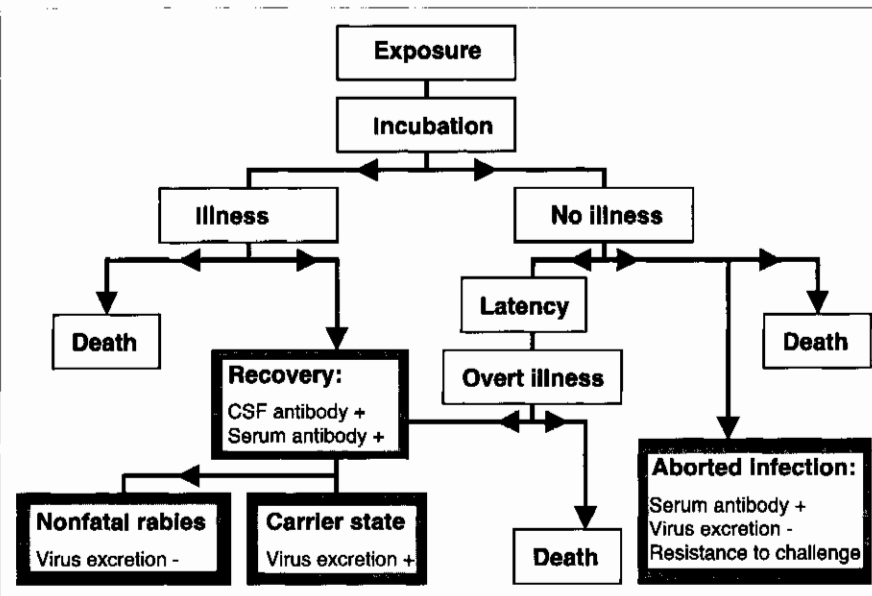 Exposure
Incubation
Illness
No illness
Latency
Death
Death
Recovery:
CSF antibody +
Serum antibody +
Overt illness
Aborted infection:
Serum antibody +
Virus excretion -
Resistance to challenge
Nonfatal rabies
Virus excretion -
Carrier state
Virus excretion +
Death